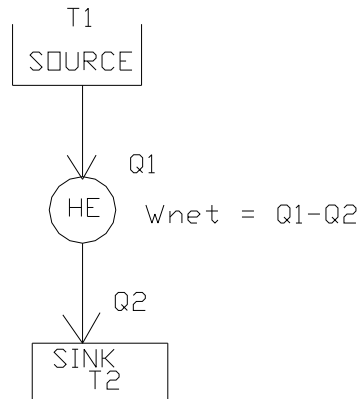 T1
SOURCE
Q1
HE
Wnet = Q1-Q2
Q2
SINK
T2